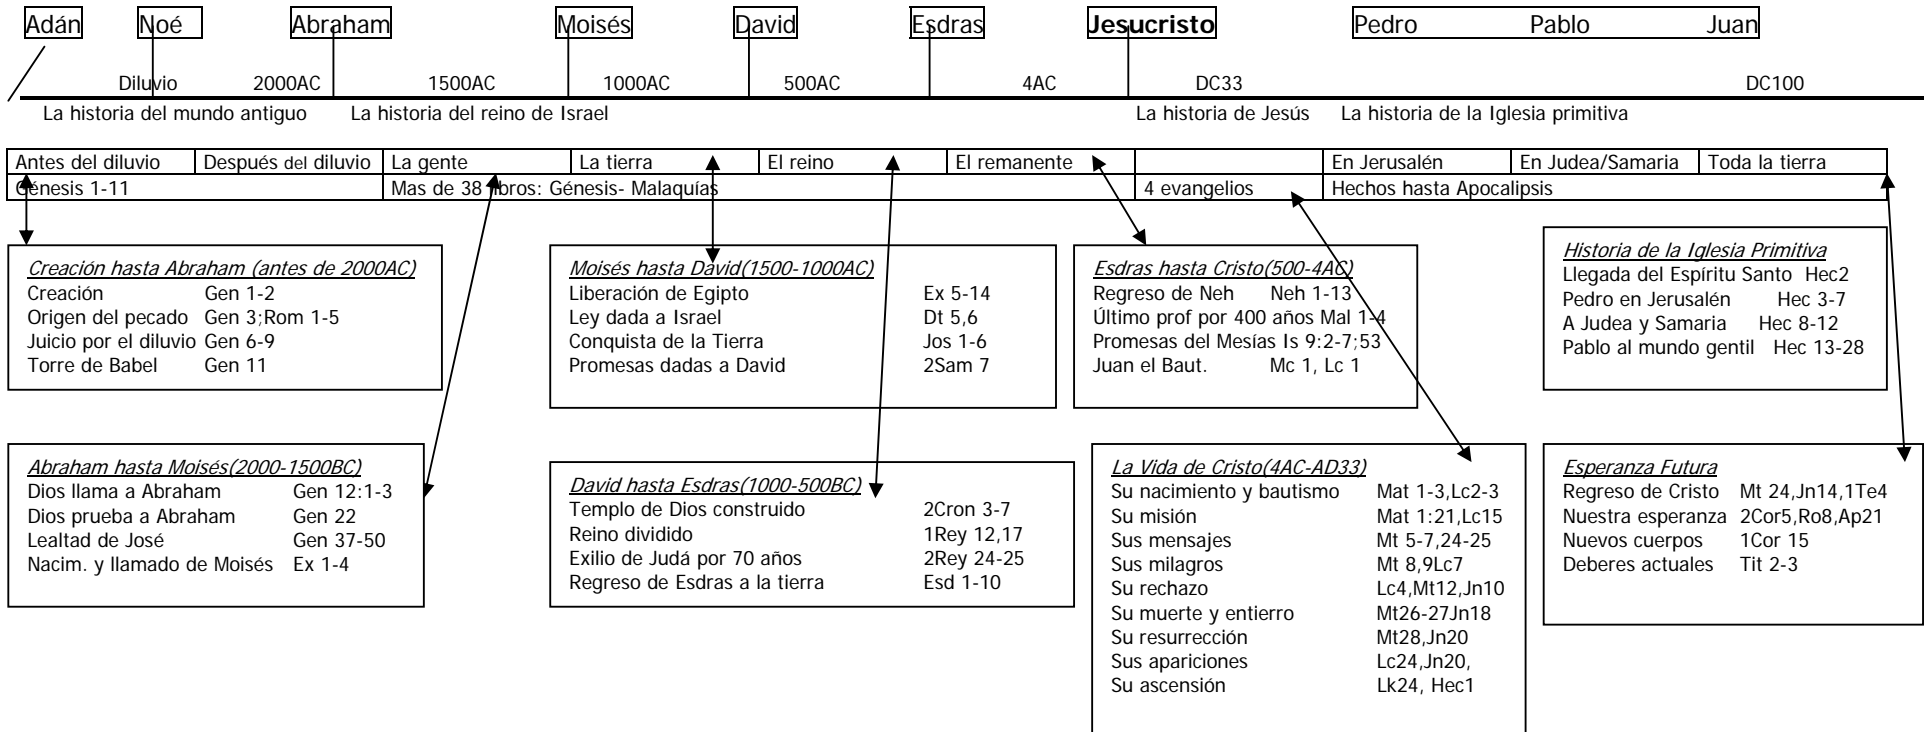 Adán Noé Abraham Moisés David Esdras Jesucristo Pedro Pablo Juan
Diluvio 2000AC 1500AC 1000AC 500AC 4AC DC33 DC100
La historia del mundo antiguo La historia del reino de Israel La historia de Jesús La historia de la Iglesia primitiva
Antes del diluvio Después del diluvio La gente La tierra El reino El remanente En Jerusalén En Judea/Samaria Toda la tierra
Génesis 1-11 Mas de 38 libros: Génesis- Malaquías 4 evangelios Hechos hasta Apocalipsis
Creación hasta Abraham (antes de 2000AC)
Creación Gen 1-2
Origen del pecado Gen 3;Rom 1-5
Juicio por el diluvio Gen 6-9
Torre de Babel Gen 11
Moisés hasta David(1500-1000AC)
Liberación de Egipto Ex 5-14
Ley dada a Israel Dt 5,6
Conquista de la Tierra Jos 1-6
Promesas dadas a David 2Sam 7
Esdras hasta Cristo(500-4AC)
Regreso de Neh Neh 1-13
Último prof por 400 años Mal 1-4
Promesas del Mesías Is 9:2-7;53
Juan el Baut. Mc 1, Lc 1
Historia de la Iglesia Primitiva
Llegada del Espíritu Santo Hec2
Pedro en Jerusalén Hec 3-7
A Judea y Samaria Hec 8-12
Pablo al mundo gentil Hec 13-28
Abraham hasta Moisés(2000-1500BC)
Dios llama a Abraham Gen 12:1-3
Dios prueba a Abraham Gen 22
Lealtad de José Gen 37-50
Nacim. y llamado de Moisés Ex 1-4
David hasta Esdras(1000-500BC)
Templo de Dios construido 2Cron 3-7
Reino dividido 1Rey 12,17
Exilio de Judá por 70 años 2Rey 24-25
Regreso de Esdras a la tierra Esd 1-10
La Vida de Cristo(4AC-AD33)
Su nacimiento y bautismo Mat 1-3,Lc2-3
Su misión Mat 1:21,Lc15
Sus mensajes Mt 5-7,24-25
Sus milagros Mt 8,9Lc7
Su rechazo Lc4,Mt12,Jn10
Su muerte y entierro Mt26-27Jn18
Su resurrección Mt28,Jn20
Sus apariciones Lc24,Jn20,
Su ascensión Lk24, Hec1
Esperanza Futura
Regreso de Cristo Mt 24,Jn14,1Te4
Nuestra esperanza 2Cor5,Ro8,Ap21
Nuevos cuerpos 1Cor 15
Deberes actuales Tit 2-3